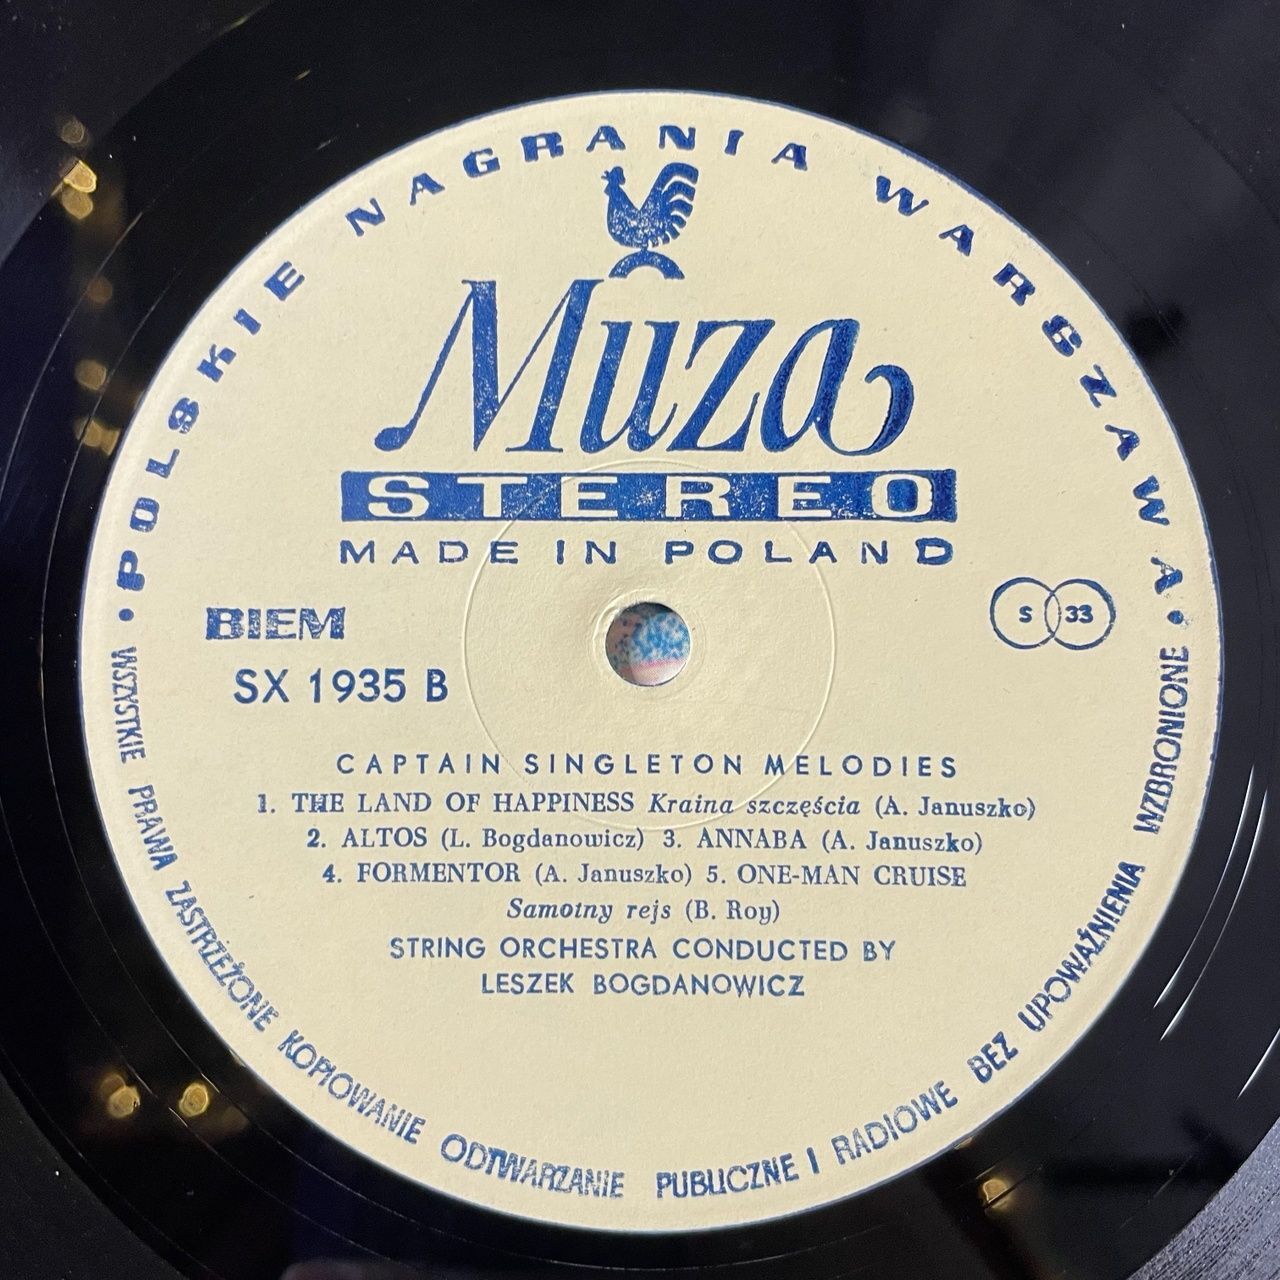 POLSKIE NAGRANIA WARSZAWA
Muza
STEREO
MADE IN POLAND
BIEM
S 33
SX 1935 B
CAPTAIN SINGLETON MELODIES
1. THE LAND OF HAPPINESS Kraina szczęścia (A. Januszko)
2. ALTOS (L. Bogdanowicz) 3. ANNABA (A. Januszko)
4. FORMENTOR (A. Januszko) 5. ONE-MAN CRUISE
Samotny rejs (B. Roy)
STRING ORCHESTRA CONDUCTED BY
LESZEK BOGDANOWICZ
WSZYSTKIE PRAWA ZASTRZEŻONE KOPIOWANIE ODTWARZANIE PUBLICZNE I RADIOWE BEZ UPOWAŻNIENIA WZBRONIONE